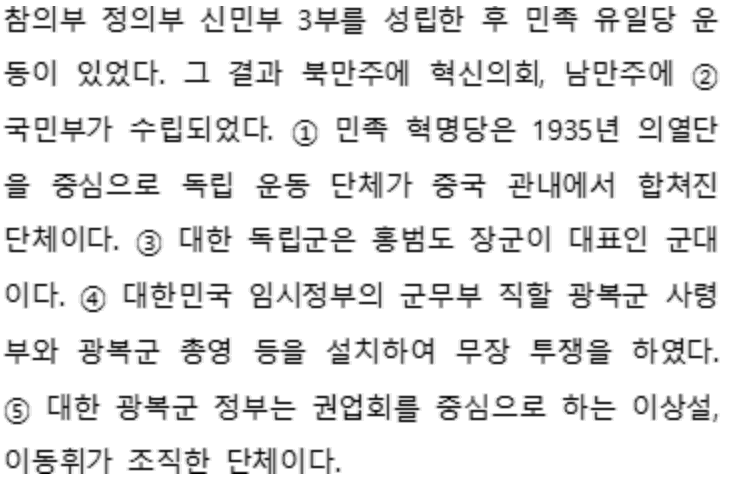 참의부 정의부 신민부 3부를 성립한 후 민족 유일당 운
동이 있었다. 그 결과 북만주에 혁신의회, 남만주에 ②
국민부가 수립되었다. ① 민족 혁명당은 1935년 의열단
을 중심으로 독립 운동 단체가 중국 관내에서 합쳐진
단체이다. ③ 대한 독립군은 홍범도 장군이 대표인 군대
이다. ④ 대한민국 임시정부의 군무부 직할 광복군 사령
부와 광복군 총영 등을 설치하여 무장 투쟁을 하였다.
⑤ 대한 광복군 정부는 권업회를 중심으로 하는 이상설,
이동휘가 조직한 단체이다.